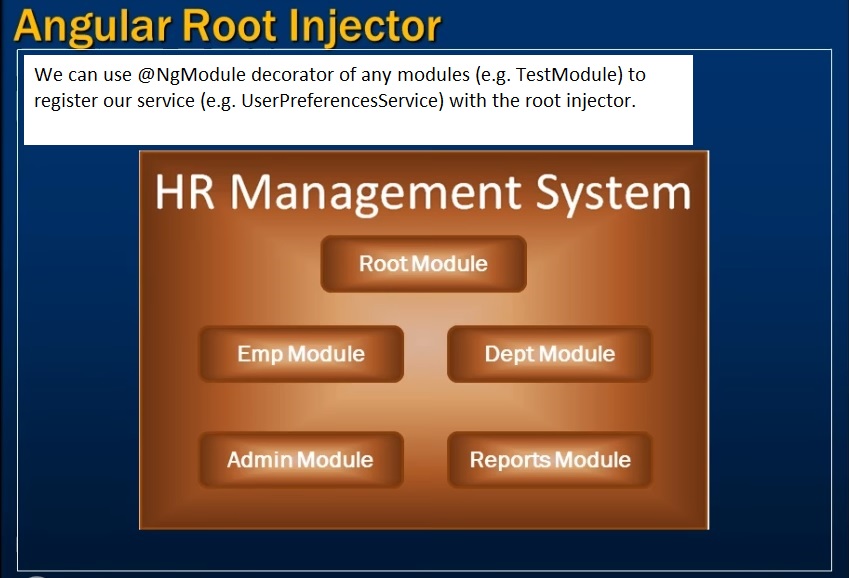 Angular Root Injector
We can use @NgModule decorator of any modules (e.g. TestModule) to
register our service (e.g. UserPreferencesService) with the root injector.
HR Management System
Root Module
Emp Module
Dept Module
Admin Module
Reports Module